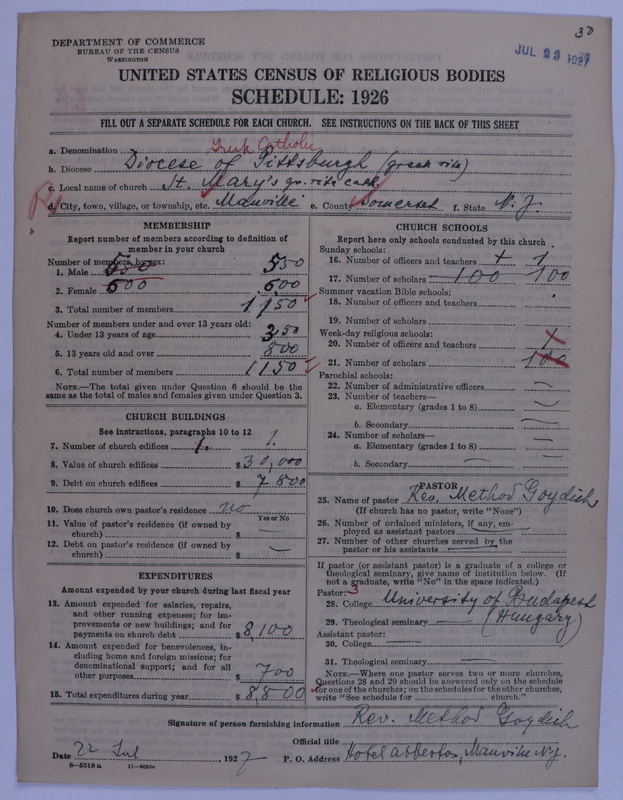 30
DEPARTMENT OF COMMERCE
BUREAU OF THE CENSUS
WASHINGTON
JUL 23 1927
UNITED STATES CENSUS OF RELIGIOUS BODIES
SCHEDULE: 1926
FILL OUT A SEPARATE SCHEDULE FOR EACH CHURCH. SEE INSTRUCTIONS ON THE BACK OF THIS SHEET
a. Denomination Greek Catholic
b. Diocese Diocese of Pittsburgh (greek rite)
c. Local name of church St. Mary's gr. rite cath.
d. City, town, village, or township, etc. Manville e. County Somerset f. State N. J.
MEMBERSHIP
Report number of members according to definition of member in your church
Number of members, by sex:
1. Male 550 550
2. Female 600 600
3. Total number of members 1150
Number of members under and over 13 years old:
4. Under 13 years of age 350
5. 13 years old and over 800
6. Total number of members 1150
NOTE.—The total given under Question 6 should be the same as the total of males and females given under Question 3.
CHURCH BUILDINGS
See instructions, paragraphs 10 to 12
7. Number of church edifices 1. 1.
8. Value of church edifices $30,000
9. Debt on church edifices $7800
10. Does church own pastor's residence no
Yes or No
11. Value of pastor's residence (if owned by church) $ —
12. Debt on pastor's residence (if owned by church) $ —
EXPENDITURES
Amount expended by your church during last fiscal year
13. Amount expended for salaries, repairs, and other running expenses; for improvements or new buildings; and for payments on church debt $8,100
14. Amount expended for benevolences, including home and foreign missions; for denominational support; and for all other purposes $700
15. Total expenditures during year $8,800
CHURCH SCHOOLS
Report here only schools conducted by this church
Sunday schools:
16. Number of officers and teachers 1 1
17. Number of scholars 100 100
Summer vacation Bible schools:
18. Number of officers and teachers
19. Number of scholars
Week-day religious schools:
20. Number of officers and teachers 1
21. Number of scholars 100
Parochial schools:
22. Number of administrative officers —
23. Number of teachers—
a. Elementary (grades 1 to 8) —
b. Secondary —
24. Number of scholars—
a. Elementary (grades 1 to 8) —
b. Secondary —
PASTOR
25. Name of pastor Rev. Method Goydich
(If church has no pastor, write "None")
26. Number of ordained ministers, if any, employed as assistant pastors —
27. Number of other churches served by the pastor or his assistants —
If pastor (or assistant pastor) is a graduate of a college or theological seminary, give name of institution below. (If not a graduate, write "No" in the space indicated.)
Pastor: 3
28. College University of Budapest
29. Theological seminary — (Hungary)
Assistant pastor:
30. College —
31. Theological seminary —
NOTE.—Where one pastor serves two or more churches, Questions 28 and 29 should be answered only on the schedule for one of the churches; on the schedules for the other churches, write "See schedule for church."
Signature of person furnishing information Rev. Method Goydich
Official title
Date 22 Jul 1927 P. O. Address Hotel Albertos, Manville N.J.
8—5318a 11—9684